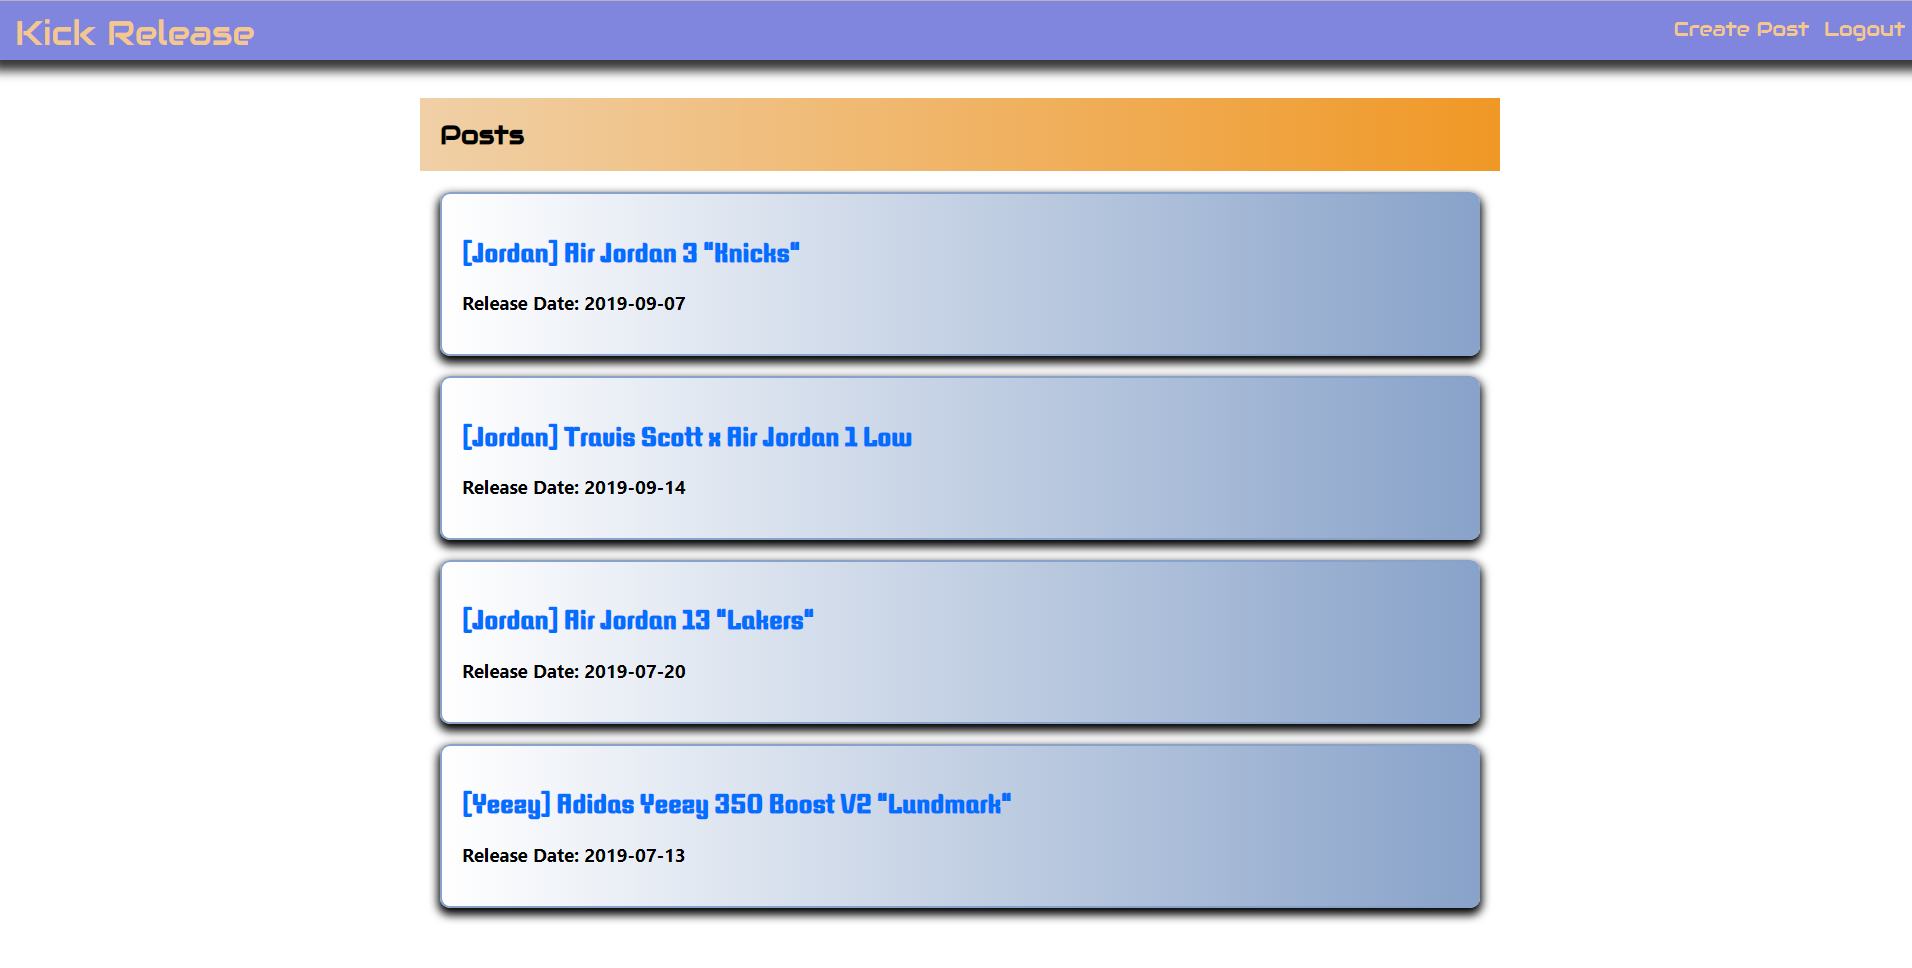 Kick Release
Create Post Logout
Posts
[Jordan] Air Jordan 3 "Knicks"
Release Date: 2019-09-07
[Jordan] Travis Scott x Air Jordan 1 Low
Release Date: 2019-09-14
[Jordan] Air Jordan 13 "Lakers"
Release Date: 2019-07-20
[Yeezy] Adidas Yeezy 350 Boost V2 "Lundmark"
Release Date: 2019-07-13